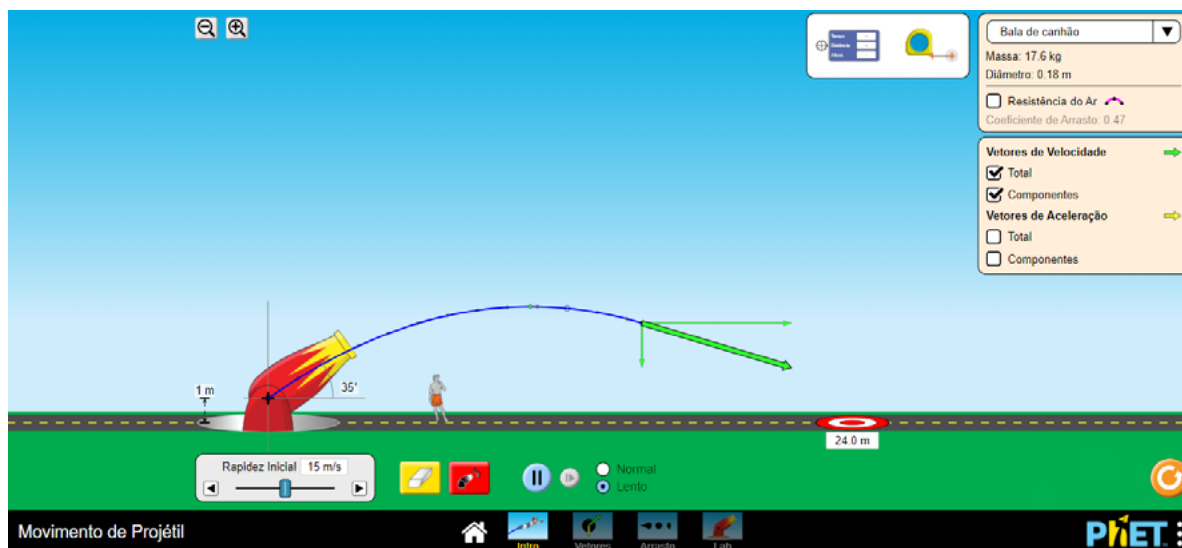 Bala de canhão
Massa: 17.6 kg
Diâmetro: 0.18 m
Resistência do Ar
Coeficiente de Arrasto: 0.47
Vetores de Velocidade
Total
Componentes
Vetores de Aceleração
Total
Componentes
1 m
35°
24.0 m
Rapidez Inicial 15 m/s
Normal
Lento
Movimento de Projétil
Intro
Vetores
Arrasto
Lab
PhET